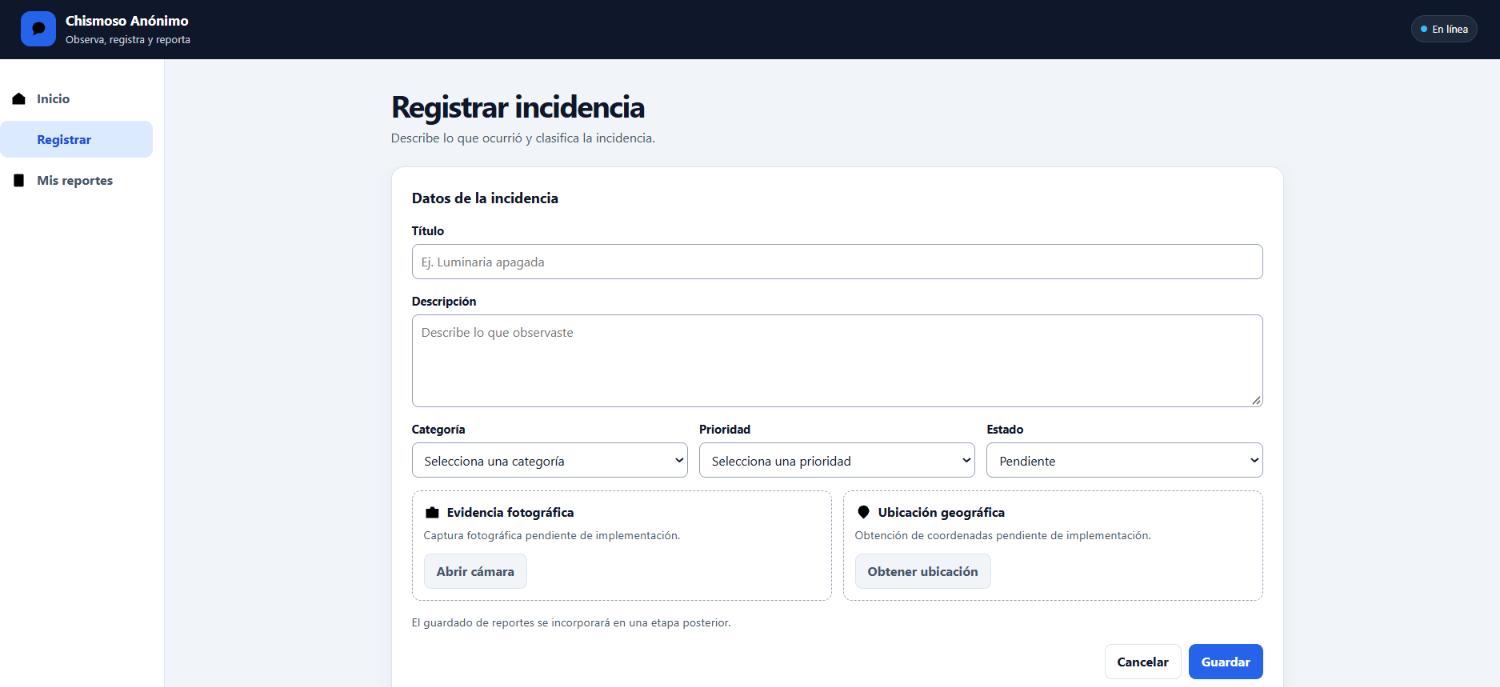 Chismoso Anónimo
Observa, registra y reporta
En línea
Inicio
Registrar
Mis reportes
Registrar incidencia
Describe lo que ocurrió y clasifica la incidencia.
Datos de la incidencia
Título
Ej. Luminaria apagada
Descripción
Describe lo que observaste
Categoría Prioridad Estado
Selecciona una categoría Selecciona una prioridad Pendiente
Evidencia fotográfica
Captura fotográfica pendiente de implementación.
Abrir cámara
Ubicación geográfica
Obtención de coordenadas pendiente de implementación.
Obtener ubicación
El guardado de reportes se incorporará en una etapa posterior.
Cancelar Guardar